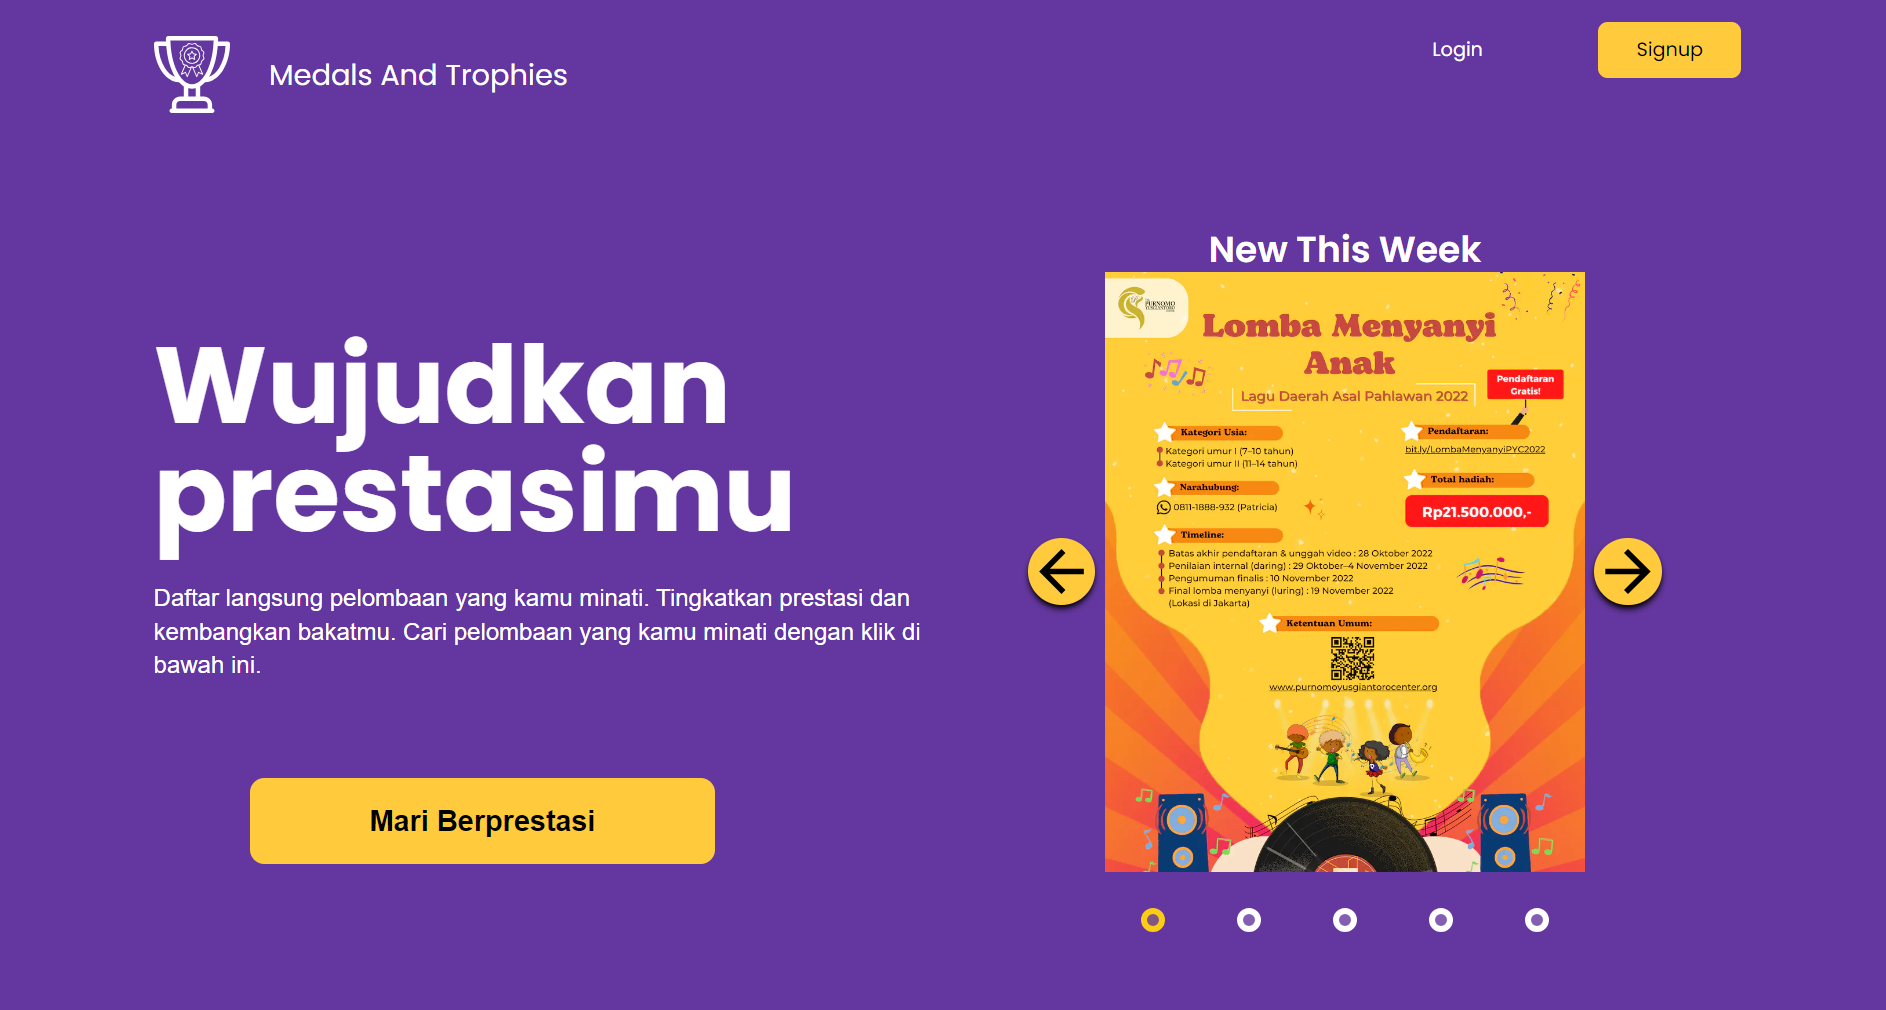 Medals And Trophies
Login
Signup
Wujudkan
prestasimu
Daftar langsung pelombaan yang kamu minati. Tingkatkan prestasi dan
kembangkan bakatmu. Cari pelombaan yang kamu minati dengan klik di
bawah ini.
Mari Berprestasi
New This Week
PURNOMO
YUSGIANTORO
Lomba Menyanyi
Anak
Lagu Daerah Asal Pahlawan 2022
Pendaftaran
Gratis!
Kategori Usia:
Kategori umur I (7–10 tahun)
Kategori umur II (11–14 tahun)
Narahubung:
0811-1888-932 (Patricia)
Pendaftaran:
bit.ly/LombaMenyanyiPYC2022
Total hadiah:
Rp21.500.000,-
Timeline:
Batas akhir pendaftaran & unggah video : 28 Oktober 2022
Penilaian internal (daring) : 29 Oktober–4 November 2022
Pengumuman finalis : 10 November 2022
Final lomba menyanyi (luring) : 19 November 2022
(Lokasi di Jakarta)
Ketentuan Umum:
www.purnomoyusgiantorocenter.org